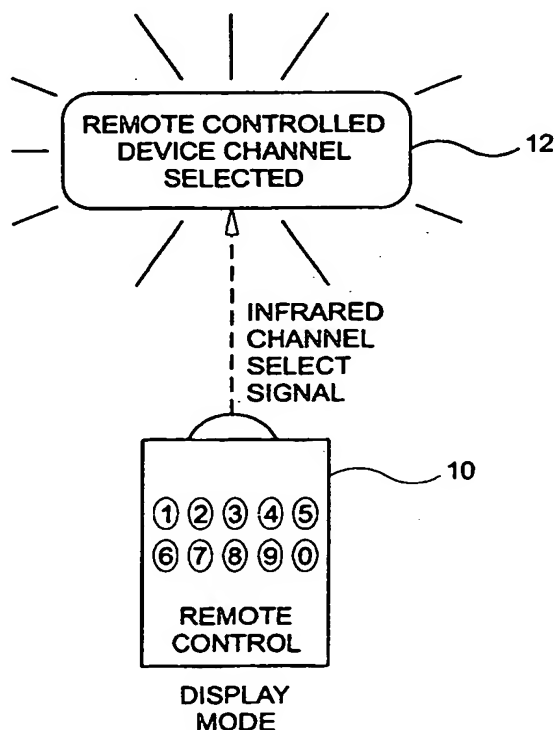 REMOTE CONTROLLED
DEVICE CHANNEL
SELECTED
12
INFRARED
CHANNEL
SELECT
SIGNAL
10
1 2 3 4 5
6 7 8 9 0
REMOTE
CONTROL
DISPLAY
MODE